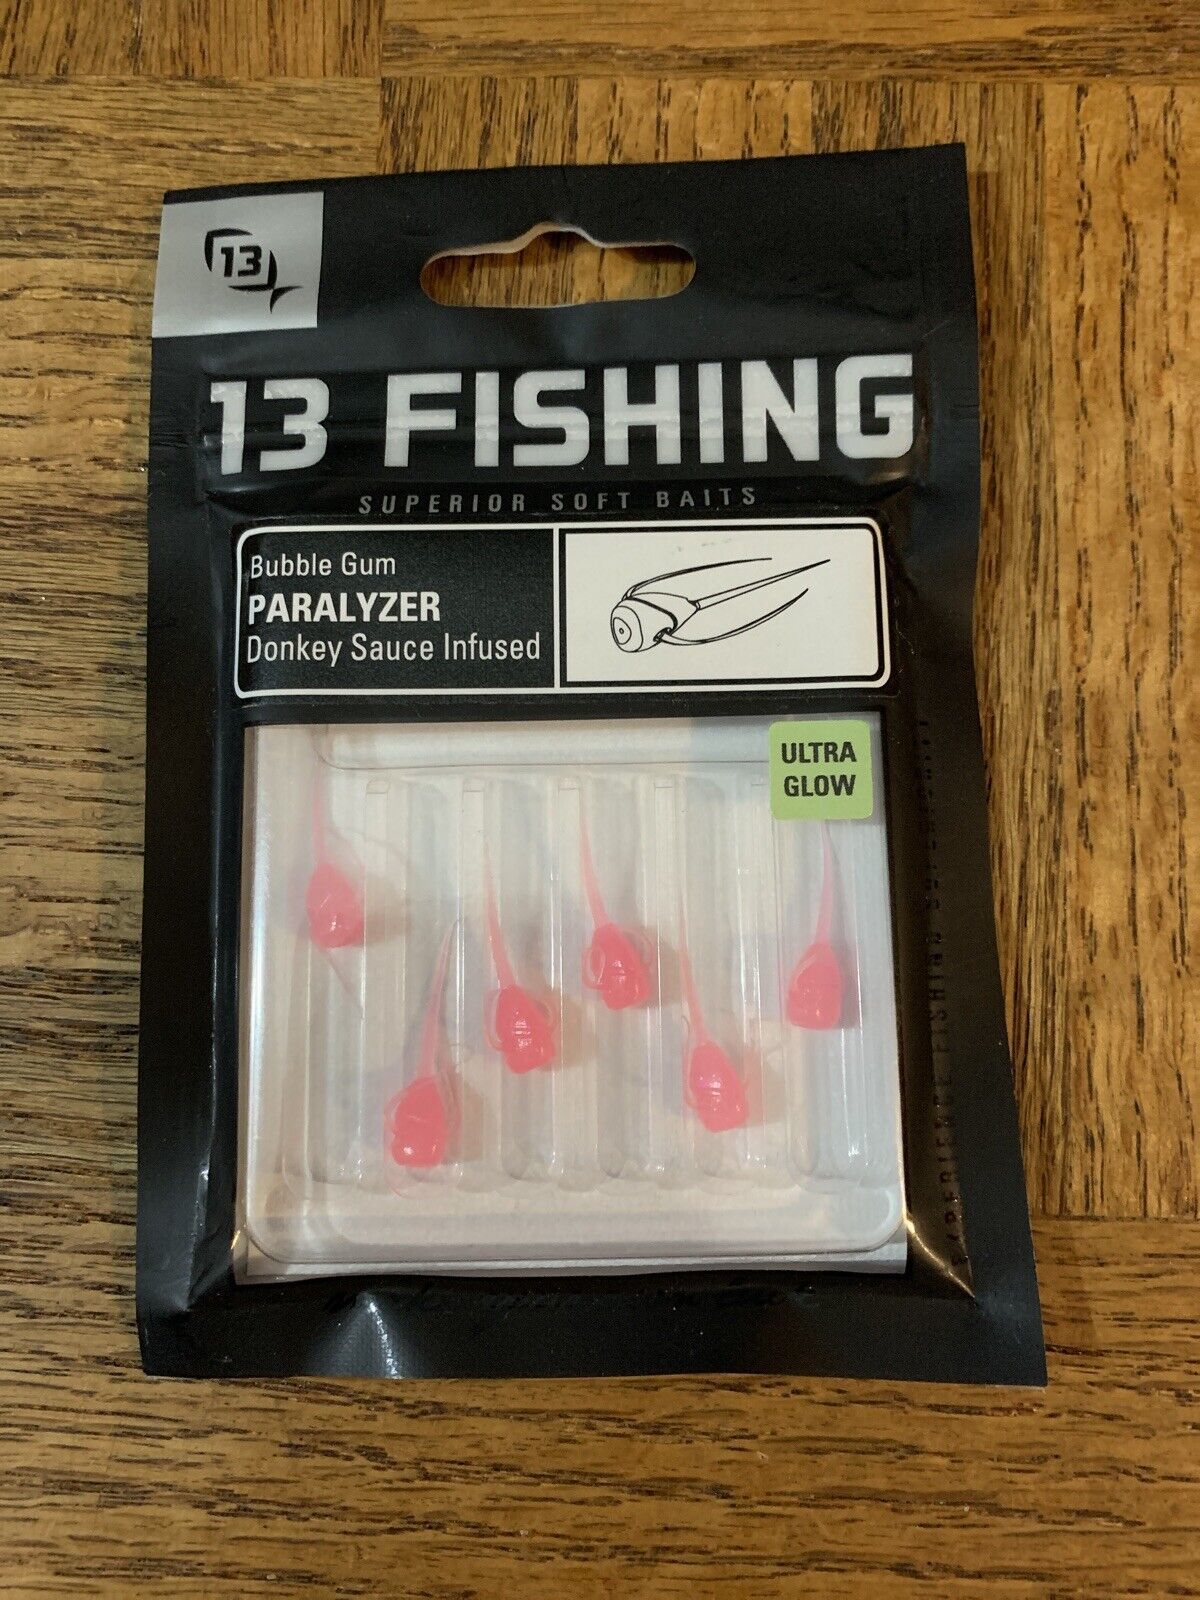 13
13 FISHING
SUPERIOR SOFT BAITS
Bubble Gum
PARALYZER
Donkey Sauce Infused
ULTRA
GLOW